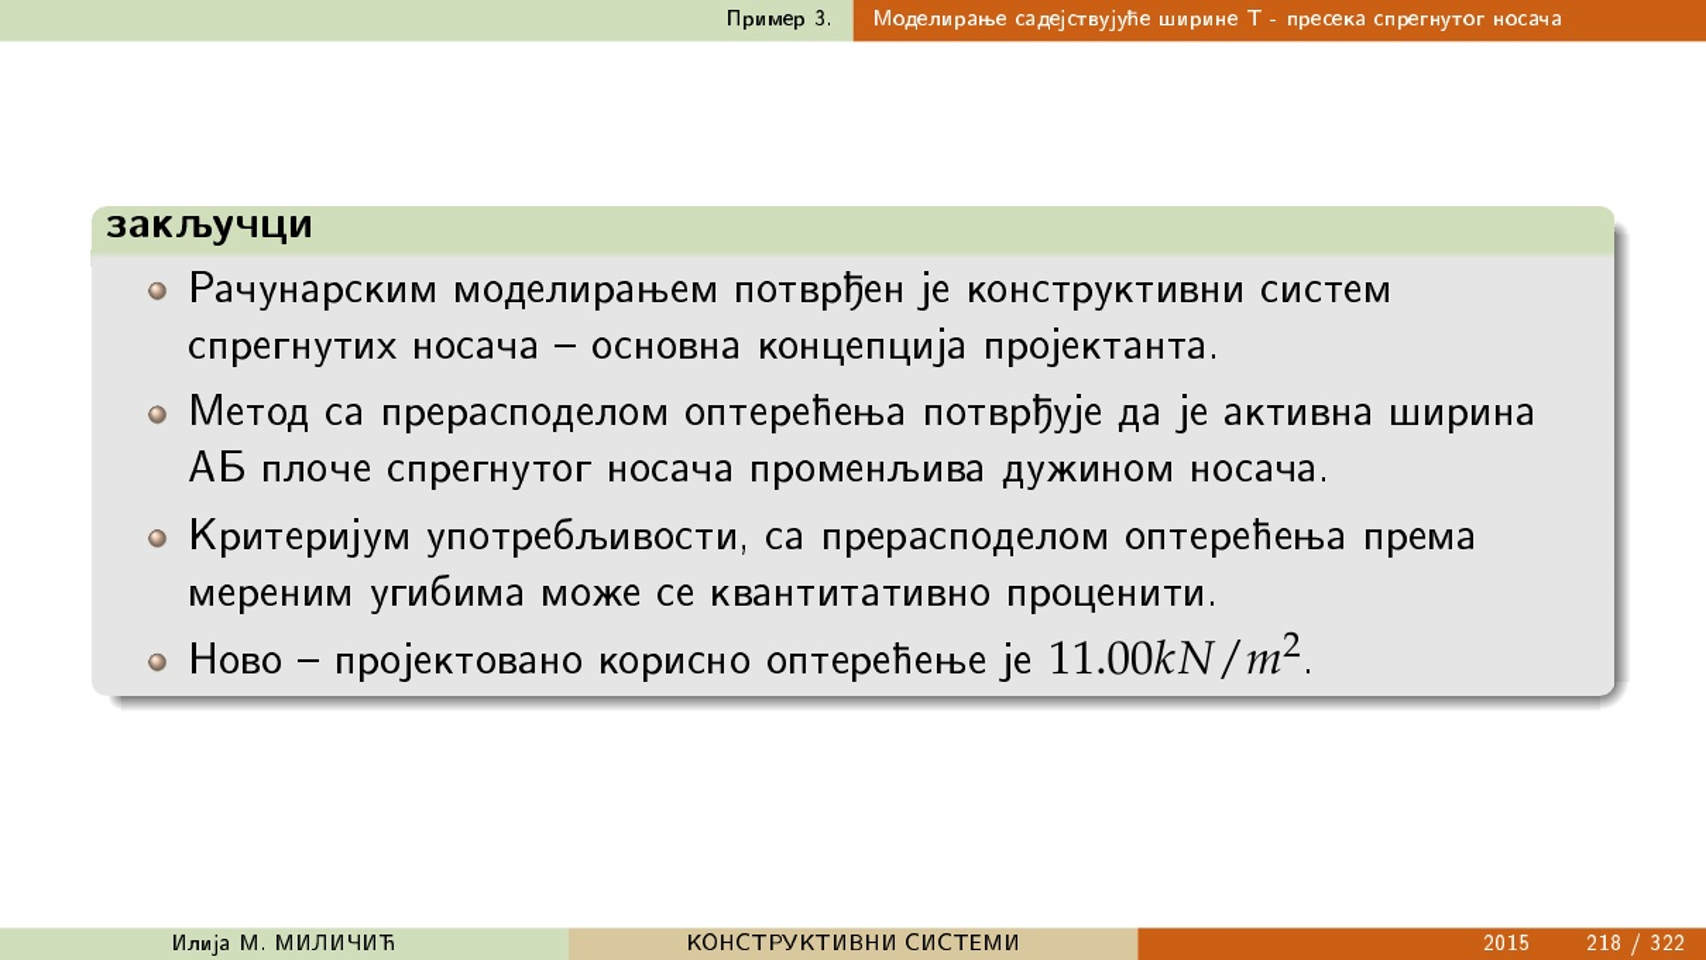 Пример 3.
Моделирање садејствујуће ширине Т - пресека спрегнутог носача
закључци
Рачунарским моделирањем потврђен је конструктивни систем
спрегнутих носача – основна концепција пројектанта.
Метод са прерасподелом оптерећења потврђује да је активна ширина
АБ плоче спрегнутог носача променљива дужином носача.
Критеријум употребљивости, са прерасподелом оптерећења према
мереним угибима може се квантитативно проценити.
Ново – пројектовано корисно оптерећење је 11.00kN/m².
Илија М. МИЛИЧИЋ
КОНСТРУКТИВНИ СИСТЕМИ
2015
218 / 322